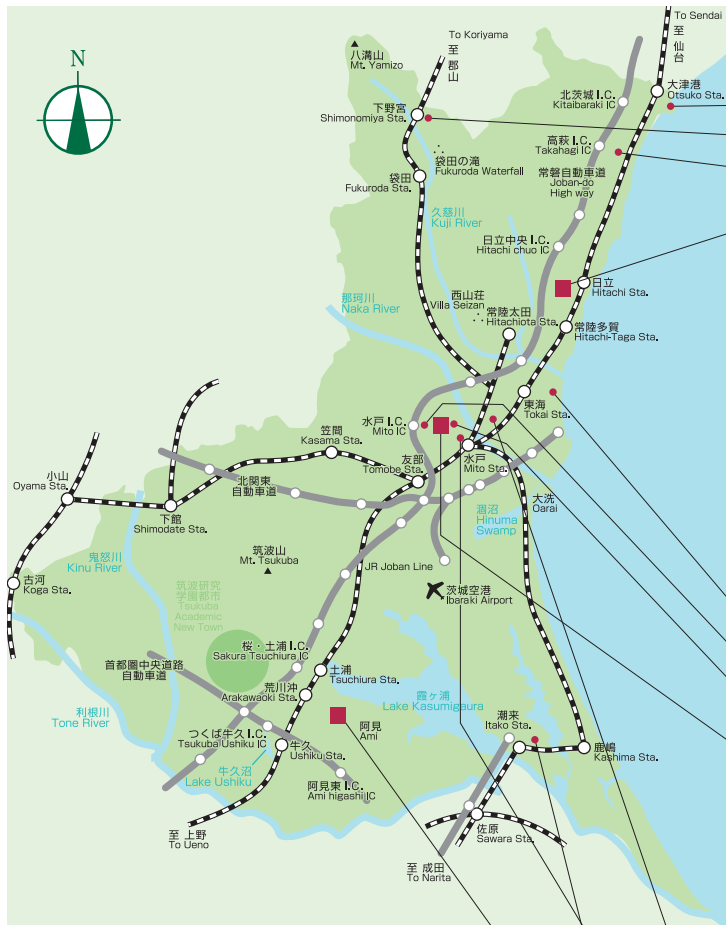 To Sendai
至 仙台
To Koriyama
至 郡山
八溝山
Mt. Yamizo
N
大津港
Otsuko Sta.
北茨城 I.C.
Kitaibaraki IC
下野宮
Shimonomiya Sta.
高萩 I.C.
Takahagi IC
袋田の滝
Fukuroda Waterfall
袋田
Fukuroda Sta.
常磐自動車道
Joban-do
High way
久慈川
Kuji River
日立中央 I.C.
Hitachi chuo IC
日立
Hitachi Sta.
西山荘
Villa Seizan
那珂川
Naka River
常陸太田
Hitachiota Sta.
常陸多賀
Hitachi-Taga Sta.
東海
Tokai Sta.
水戸 I.C.
Mito IC
笠間
Kasama Sta.
友部
Tomobe Sta.
水戸
Mito Sta.
小山
Oyama Sta.
北関東
自動車道
大洗
Oarai
下館
Shimodate Sta.
涸沼
Hinuma
Swamp
鬼怒川
Kinu River
筑波山
Mt. Tsukuba
JR Joban Line
古河
Koga Sta.
筑波研究
学園都市
Tsukuba
Academic
New Town
茨城空港
Ibaraki Airport
桜・土浦 I.C.
Sakura Tsuchiura IC
首都圏中央道路
自動車道
土浦
Tsuchiura Sta.
荒川沖
Arakawaoki Sta.
霞ヶ浦
Lake Kasumigaura
利根川
Tone River
つくば牛久 I.C.
Tsukuba Ushiku IC
阿見
Ami
潮来
Itako Sta.
牛久
Ushiku Sta.
鹿嶋
Kashima Sta.
牛久沼
Lake Ushiku
阿見東 I.C.
Ami higashi IC
至 上野
To Ueno
佐原
Sawara Sta.
至 成田
To Narita